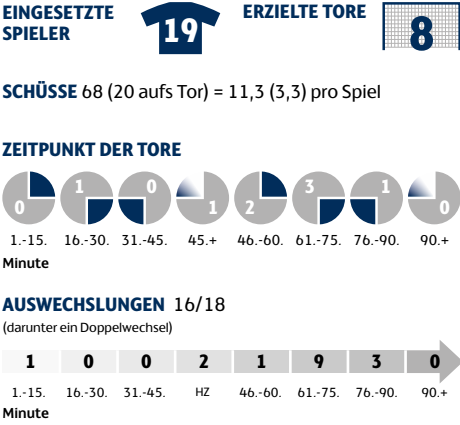 EINGESETZTE
SPIELER
19
ERZIELTE TORE
8
SCHÜSSE 68 (20 aufs Tor) = 11,3 (3,3) pro Spiel
ZEITPUNKT DER TORE
0 1 0 1 2 3 1 0
1.-15. 16.-30. 31.-45. 45.+ 46.-60. 61.-75. 76.-90. 90.+
Minute
AUSWECHSLUNGEN 16/18
(darunter ein Doppelwechsel)
1 0 0 2 1 9 3 0
1.-15. 16.-30. 31.-45. HZ 46.-60. 61.-75. 76.-90. 90.+
Minute